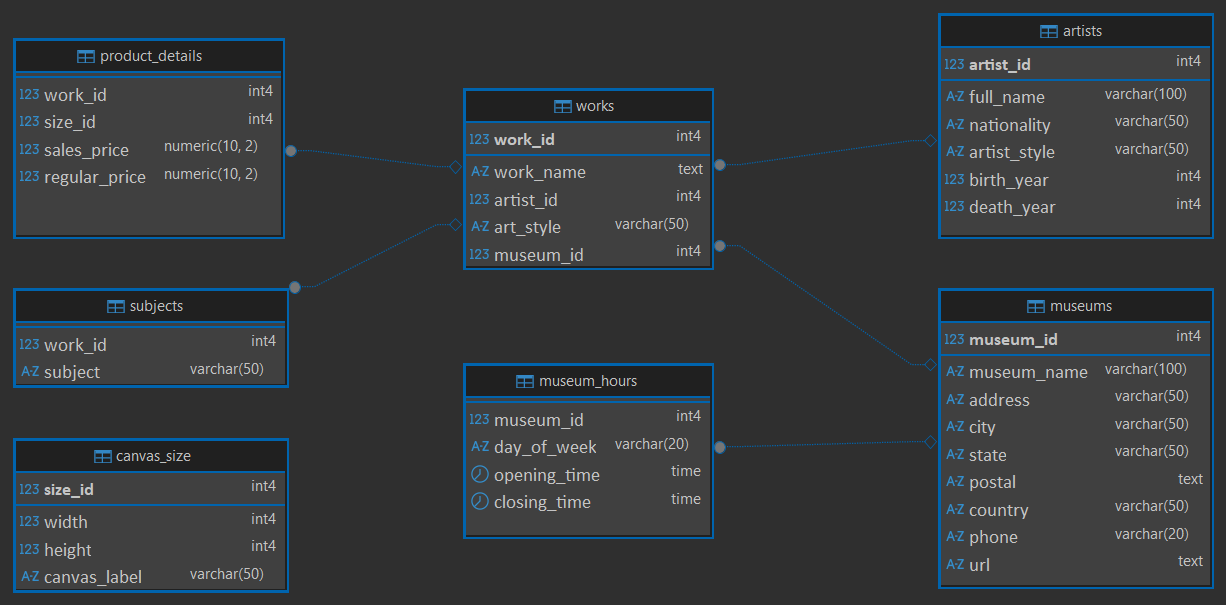 product_details
123 work_id int4
123 size_id int4
123 sales_price numeric(10, 2)
123 regular_price numeric(10, 2)
subjects
123 work_id int4
A-Z subject varchar(50)
canvas_size
123 size_id int4
123 width int4
123 height int4
A-Z canvas_label varchar(50)
works
123 work_id int4
A-Z work_name text
123 artist_id int4
A-Z art_style varchar(50)
123 museum_id int4
museum_hours
123 museum_id int4
A-Z day_of_week varchar(20)
opening_time time
closing_time time
artists
123 artist_id int4
A-Z full_name varchar(100)
A-Z nationality varchar(50)
A-Z artist_style varchar(50)
123 birth_year int4
123 death_year int4
museums
123 museum_id int4
A-Z museum_name varchar(100)
A-Z address varchar(50)
A-Z city varchar(50)
A-Z state varchar(50)
A-Z postal text
A-Z country varchar(50)
A-Z phone varchar(20)
A-Z url text